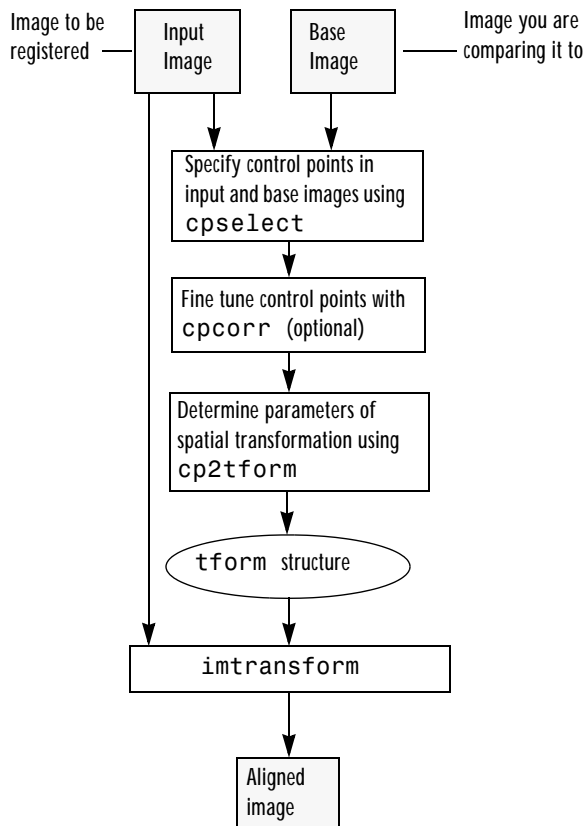 Image to be
registered
Input
Image
Base
Image
Image you are
comparing it to
Specify control points in
input and base images using
cpselect
Fine tune control points with
cpcorr (optional)
Determine parameters of
spatial transformation using
cp2tform
tform structure
imtransform
Aligned
image